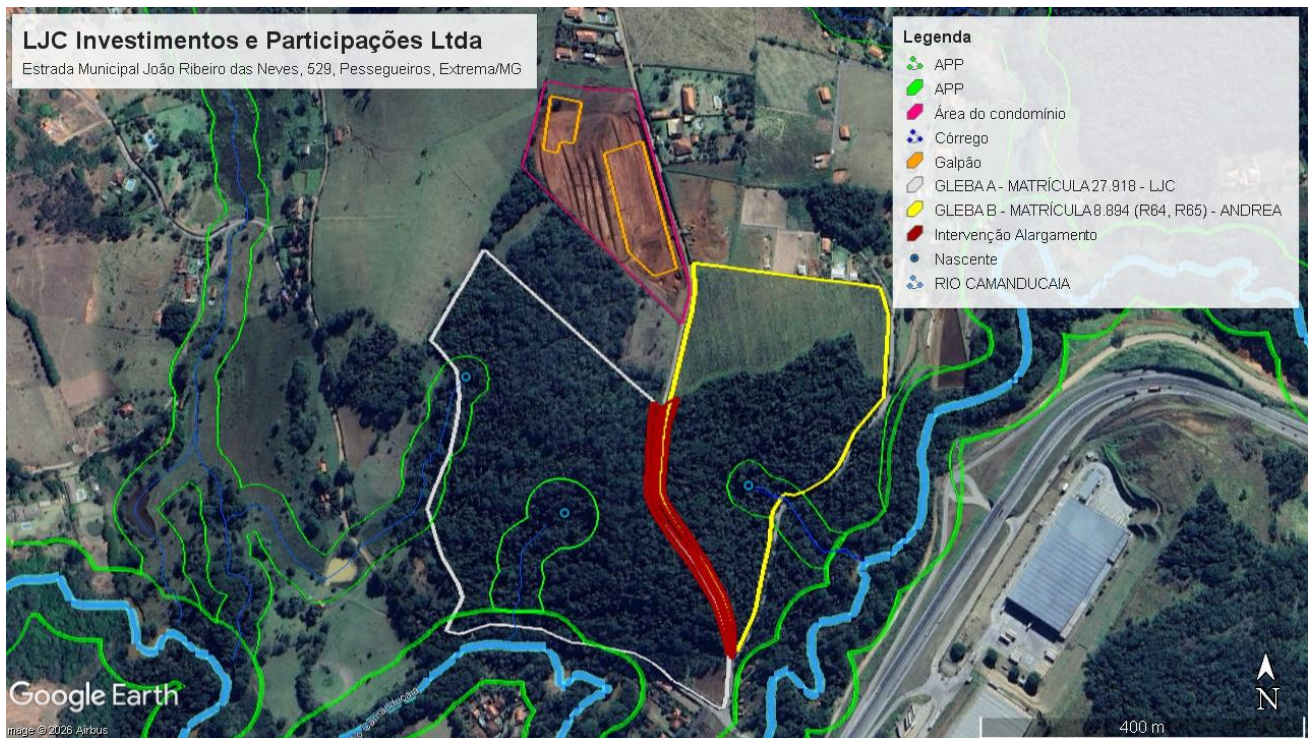 LJC Investimentos e Participações Ltda
Estrada Municipal João Ribeiro das Neves, 529, Pessegueiros, Extrema/MG
Legenda
APP
APP
Área do condomínio
Córrego
Galpão
GLEBA A - MATRÍCULA 27.918 - LJC
GLEBA B - MATRÍCULA 8.894 (R64, R65) - ANDREA
Intervenção Alargamento
Nascente
RIO CAMANDUCAIA
Google Earth
mage © 2026 Airbus
N
400 m